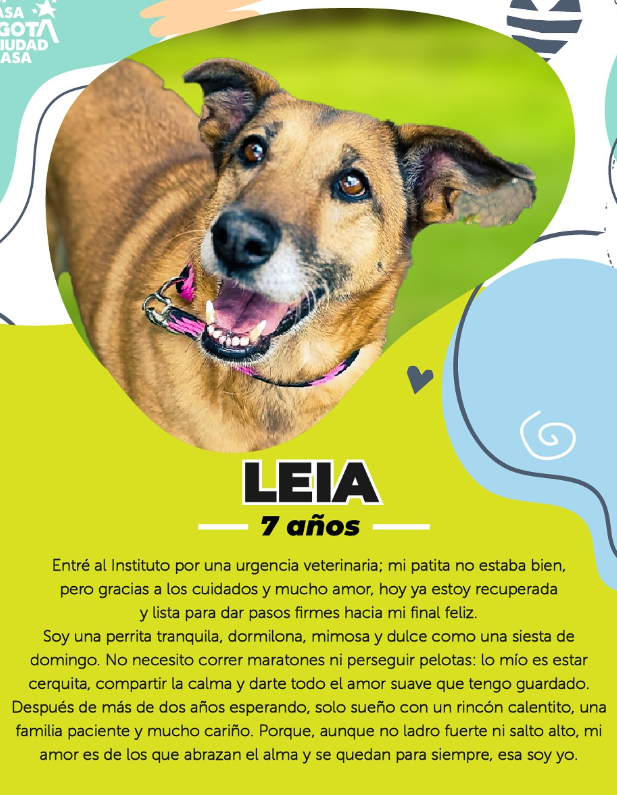 ASA
GOTA
IUDAD
ASA
LEIA
7 años
Entré al Instituto por una urgencia veterinaria; mi patita no estaba bien,
pero gracias a los cuidados y mucho amor, hoy ya estoy recuperada
y lista para dar pasos firmes hacia mi final feliz.
Soy una perrita tranquila, dormilona, mimosa y dulce como una siesta de
domingo. No necesito correr maratones ni perseguir pelotas: lo mío es estar
cerquita, compartir la calma y darte todo el amor suave que tengo guardado.
Después de más de dos años esperando, solo sueño con un rincón calentito, una
familia paciente y mucho cariño. Porque, aunque no ladro fuerte ni salto alto, mi
amor es de los que abrazan el alma y se quedan para siempre, esa soy yo.